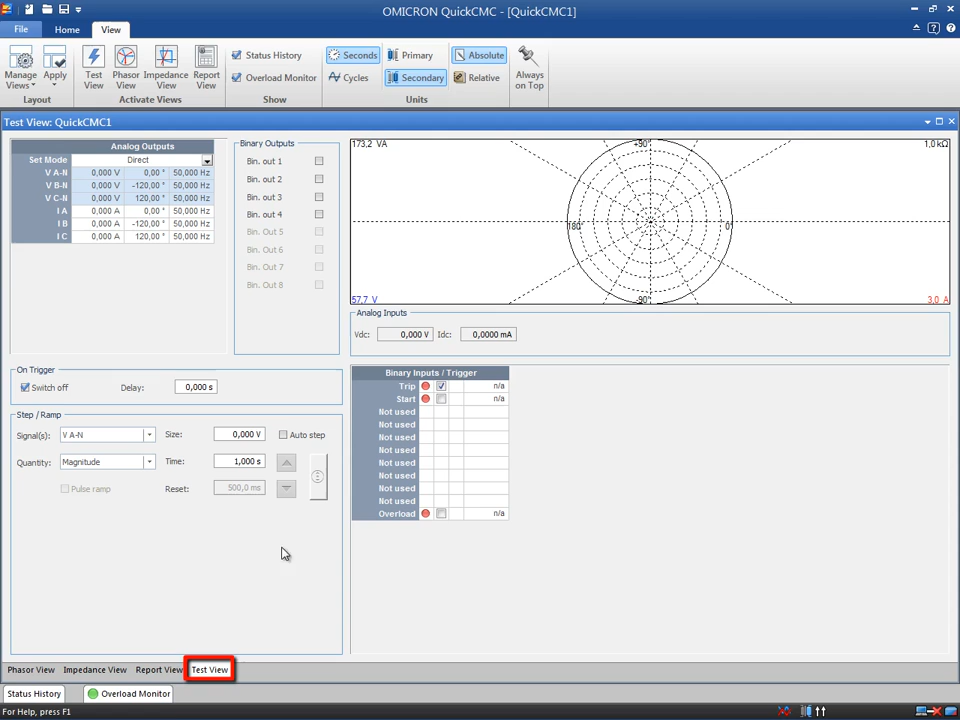 OMICRON QuickCMC - [QuickCMC1]
File Home View
Manage Views
Apply
Layout
Test View
Phasor View
Impedance View
Report View
Activate Views
Status History
Overload Monitor
Show
Seconds
Cycles
Primary
Secondary
Absolute
Relative
Units
Always on Top
Test View: QuickCMC1
Analog Outputs
Set Mode Direct
V A-N 0,000 V 0,00 ° 50,000 Hz
V B-N 0,000 V -120,00 ° 50,000 Hz
V C-N 0,000 V 120,00 ° 50,000 Hz
I A 0,000 A 0,00 ° 50,000 Hz
I B 0,000 A -120,00 ° 50,000 Hz
I C 0,000 A 120,00 ° 50,000 Hz
Binary Outputs
Bin. out 1
Bin. out 2
Bin. out 3
Bin. out 4
Bin. Out 5
Bin. Out 6
Bin. Out 7
Bin. Out 8
173,2 VA +90° 1,0 kΩ
180° 0°
57,7 V -90° 3,0 A
Analog Inputs
Vdc: 0,000 V Idc: 0,0000 mA
On Trigger
Switch off Delay: 0,000 s
Step / Ramp
Signal(s): V A-N Size: 0,000 V Auto step
Quantity: Magnitude Time: 1,000 s
Pulse ramp Reset: 500,0 ms
Binary Inputs / Trigger
Trip n/a
Start n/a
Not used
Not used
Not used
Not used
Not used
Not used
Not used
Not used
Overload n/a
Phasor View Impedance View Report View Test View
Status History Overload Monitor
For Help, press F1